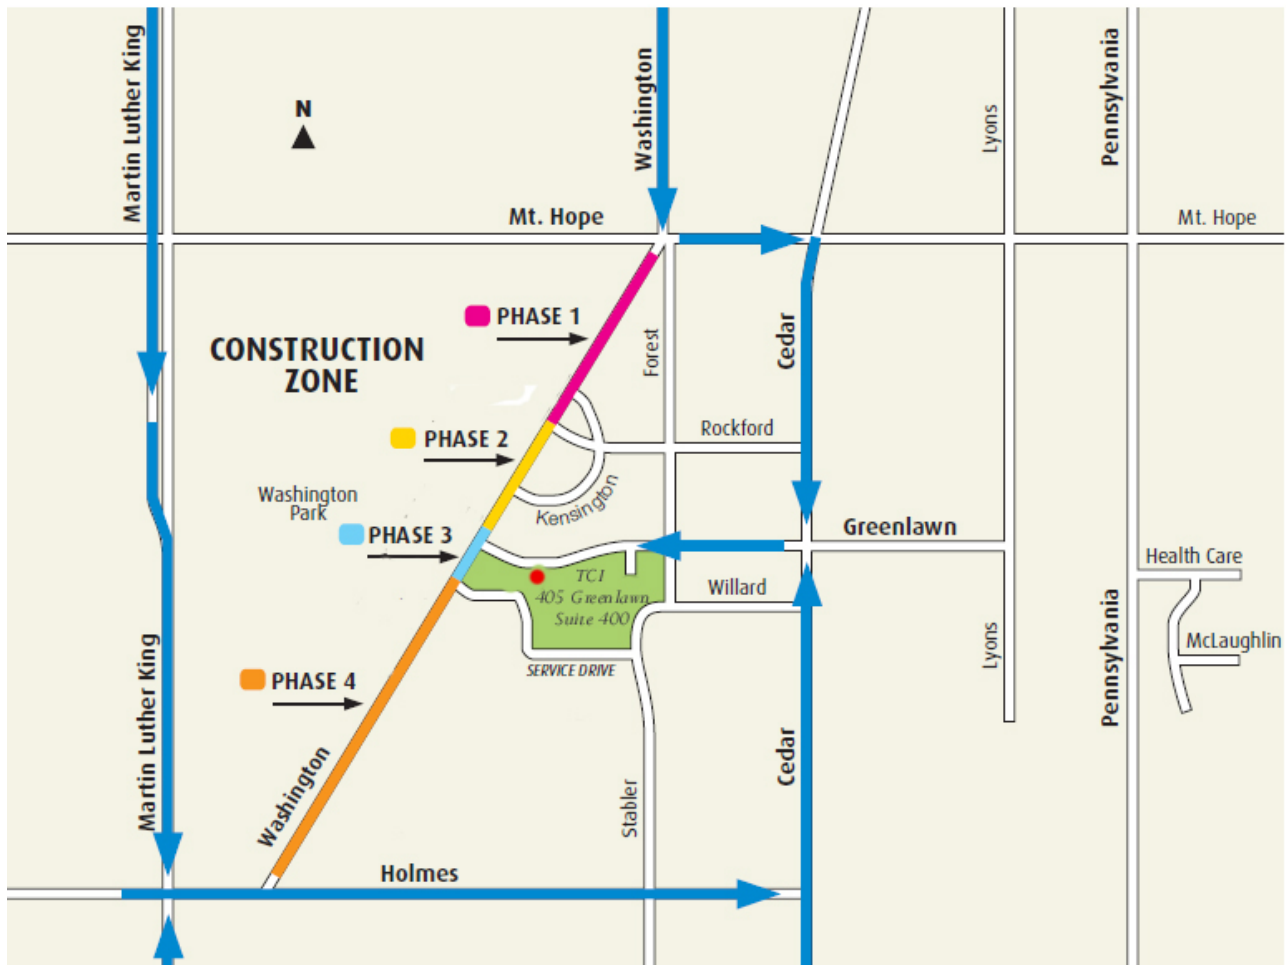 Martin Luther King
N
Washington
Lyons
Pennsylvania
Mt. Hope
Mt. Hope
PHASE 1
CONSTRUCTION
ZONE
Forest
Cedar
Rockford
PHASE 2
Washington
Park
Kensington
PHASE 3
Greenlawn
Health Care
TCI
405 Greenlawn
Suite 400
Willard
McLaughlin
SERVICE DRIVE
Lyons
Pennsylvania
PHASE 4
Martin Luther King
Washington
Stabler
Cedar
Holmes